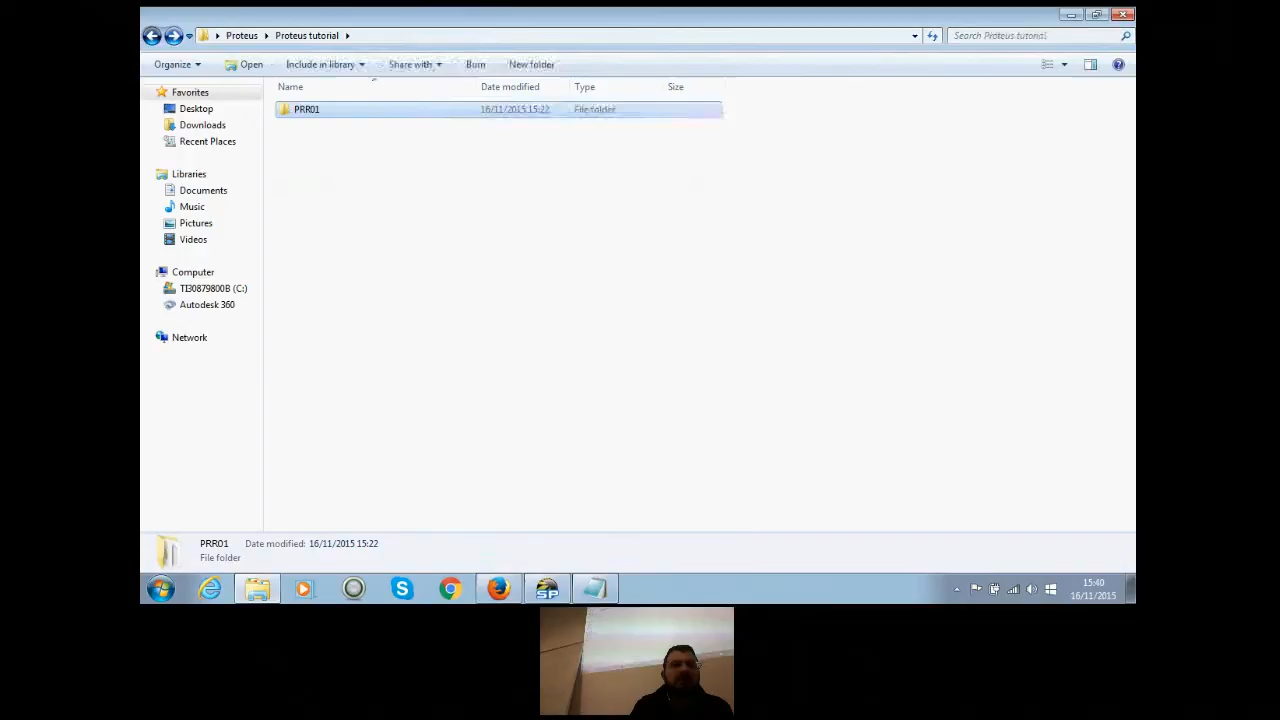 Proteus Proteus tutorial
Search Proteus tutorial
Organize Open Include in library Share with Burn New folder
Name Date modified Type Size
PRR01 16/11/2015 15:22 File folder
Favorites
Desktop
Downloads
Recent Places
Libraries
Documents
Music
Pictures
Videos
Computer
TI30879800B (C:)
Autodesk 360
Network
PRR01 Date modified: 16/11/2015 15:22
File folder
SP
15:40
16/11/2015